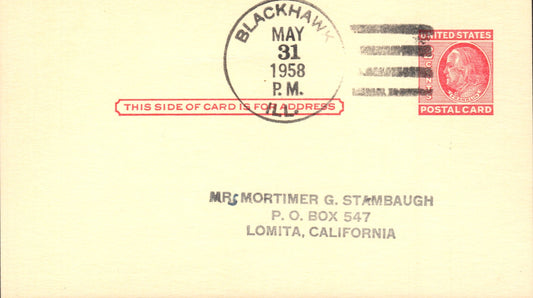 BLACKHAWK
MAY
31
1958
P.M.
ILL.
UNITED STATES
POSTAL CARD
THIS SIDE OF CARD IS FOR ADDRESS
MR. MORTIMER G. STAMBAUGH
P. O. BOX 547
LOMITA, CALIFORNIA